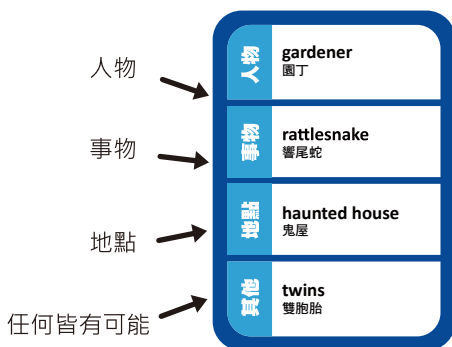 人物
事物
地點
任何皆有可能
人物
gardener
園丁
事物
rattlesnake
響尾蛇
地點
haunted house
鬼屋
其他
twins
雙胞胎